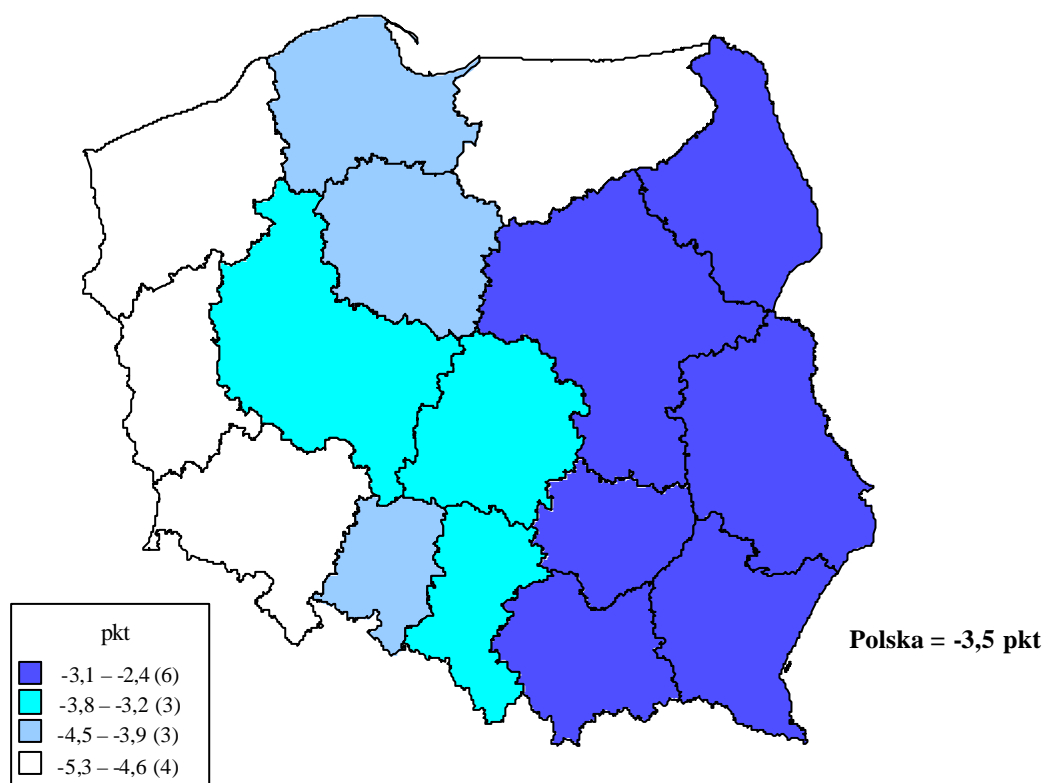 pkt
-3,1 – -2,4 (6)
-3,8 – -3,2 (3)
-4,5 – -3,9 (3)
-5,3 – -4,6 (4)
Polska = -3,5 pkt